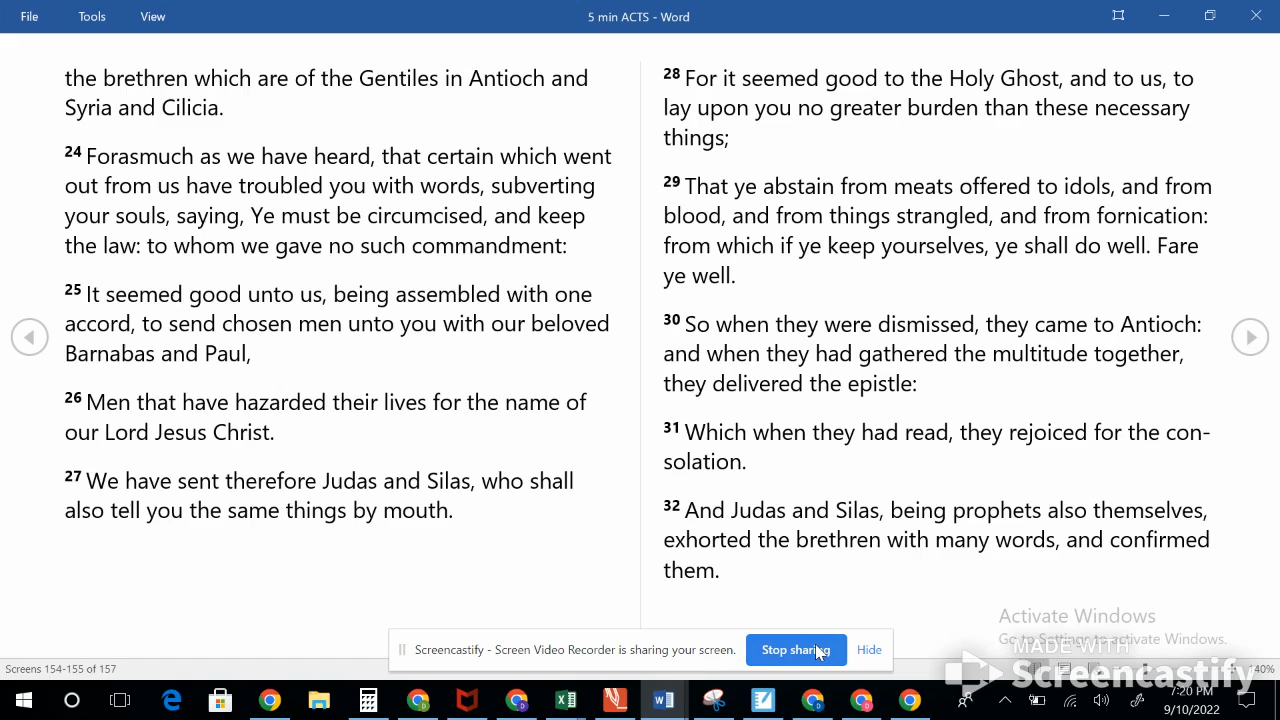 File Tools View 5 min ACTS - Word
the brethren which are of the Gentiles in Antioch and
Syria and Cilicia.
24 Forasmuch as we have heard, that certain which went
out from us have troubled you with words, subverting
your souls, saying, Ye must be circumcised, and keep
the law: to whom we gave no such commandment:
25 It seemed good unto us, being assembled with one
accord, to send chosen men unto you with our beloved
Barnabas and Paul,
26 Men that have hazarded their lives for the name of
our Lord Jesus Christ.
27 We have sent therefore Judas and Silas, who shall
also tell you the same things by mouth.
28 For it seemed good to the Holy Ghost, and to us, to
lay upon you no greater burden than these necessary
things;
29 That ye abstain from meats offered to idols, and from
blood, and from things strangled, and from fornication:
from which if ye keep yourselves, ye shall do well. Fare
ye well.
30 So when they were dismissed, they came to Antioch:
and when they had gathered the multitude together,
they delivered the epistle:
31 Which when they had read, they rejoiced for the con-
solation.
32 And Judas and Silas, being prophets also themselves,
exhorted the brethren with many words, and confirmed
them.
Activate Windows
Go to Settings to activate Windows.
Screencastify - Screen Video Recorder is sharing your screen. Stop sharing Hide
MADE WITH
Screencastify
Screens 154-155 of 157 140%
7:20 PM
9/10/2022